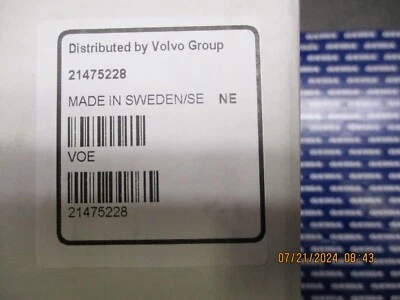 Distributed by Volvo Group
21475228
MADE IN SWEDEN/SE NE
VOE
21475228
07/21/2024 08:43